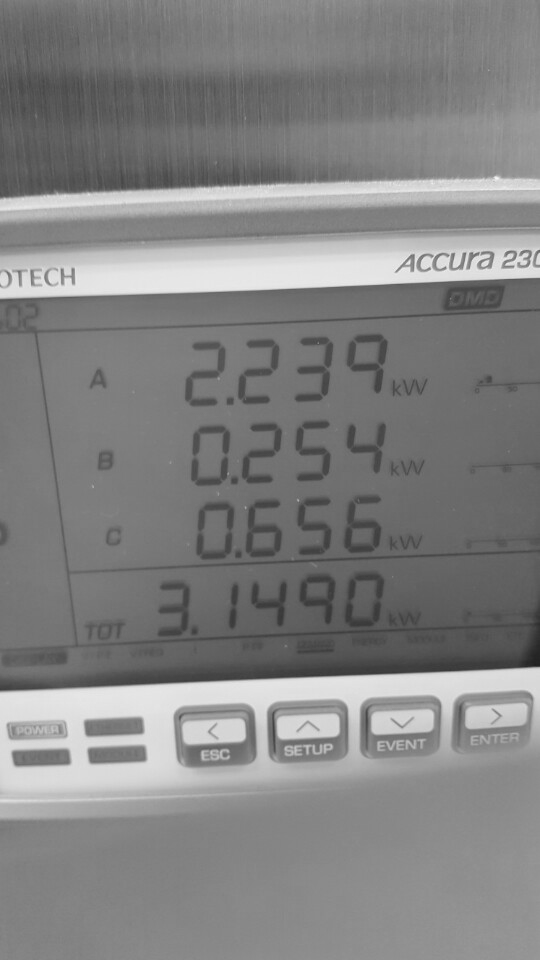 OTECH ACCURA 230
DMD
02
A 2.239 kW
B 0.254 kW
C 0.656 kW
TOT 3.1490 kW
POWER
ESC SETUP EVENT ENTER